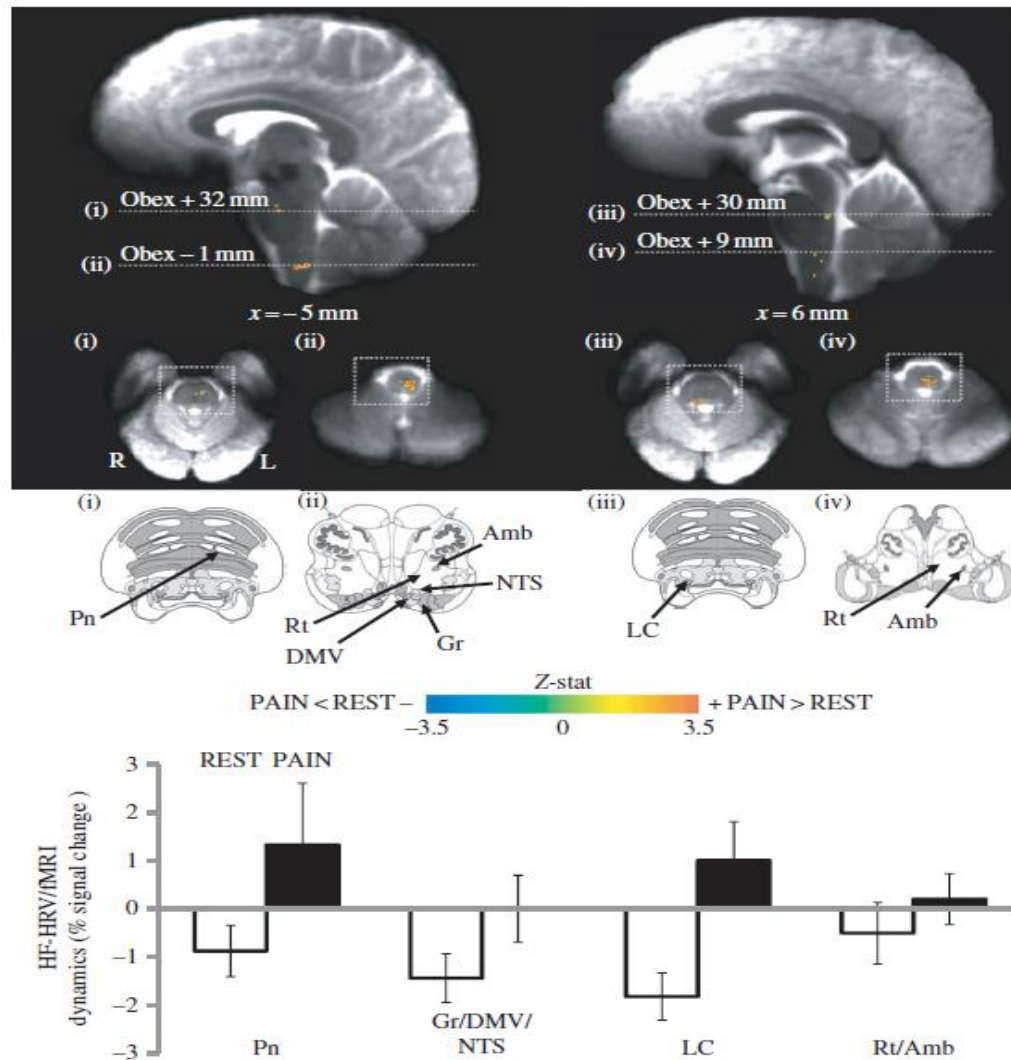 (i) Obex + 32 mm
(ii) Obex – 1 mm
x = – 5 mm
(iii) Obex + 30 mm
(iv) Obex + 9 mm
x = 6 mm
(i) (ii) (iii) (iv)
R L
(i) (ii) (iii) (iv)
Amb
NTS
Pn Rt Gr
DMV
LC Rt Amb
Z-stat
PAIN < REST – + PAIN > REST
–3.5 0 3.5
REST PAIN
HF-HRV/fMRI
dynamics (% signal change )
3
2
1
0
–1
–2
–3
Pn
Gr/DMV/
NTS
LC
Rt/Amb